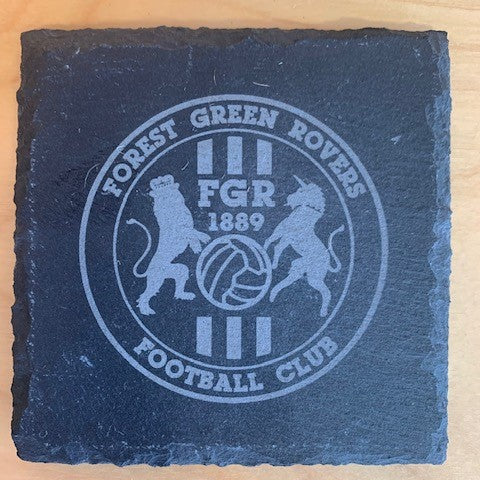 FOREST GREEN ROVERS
FGR
1889
FOOTBALL CLUB